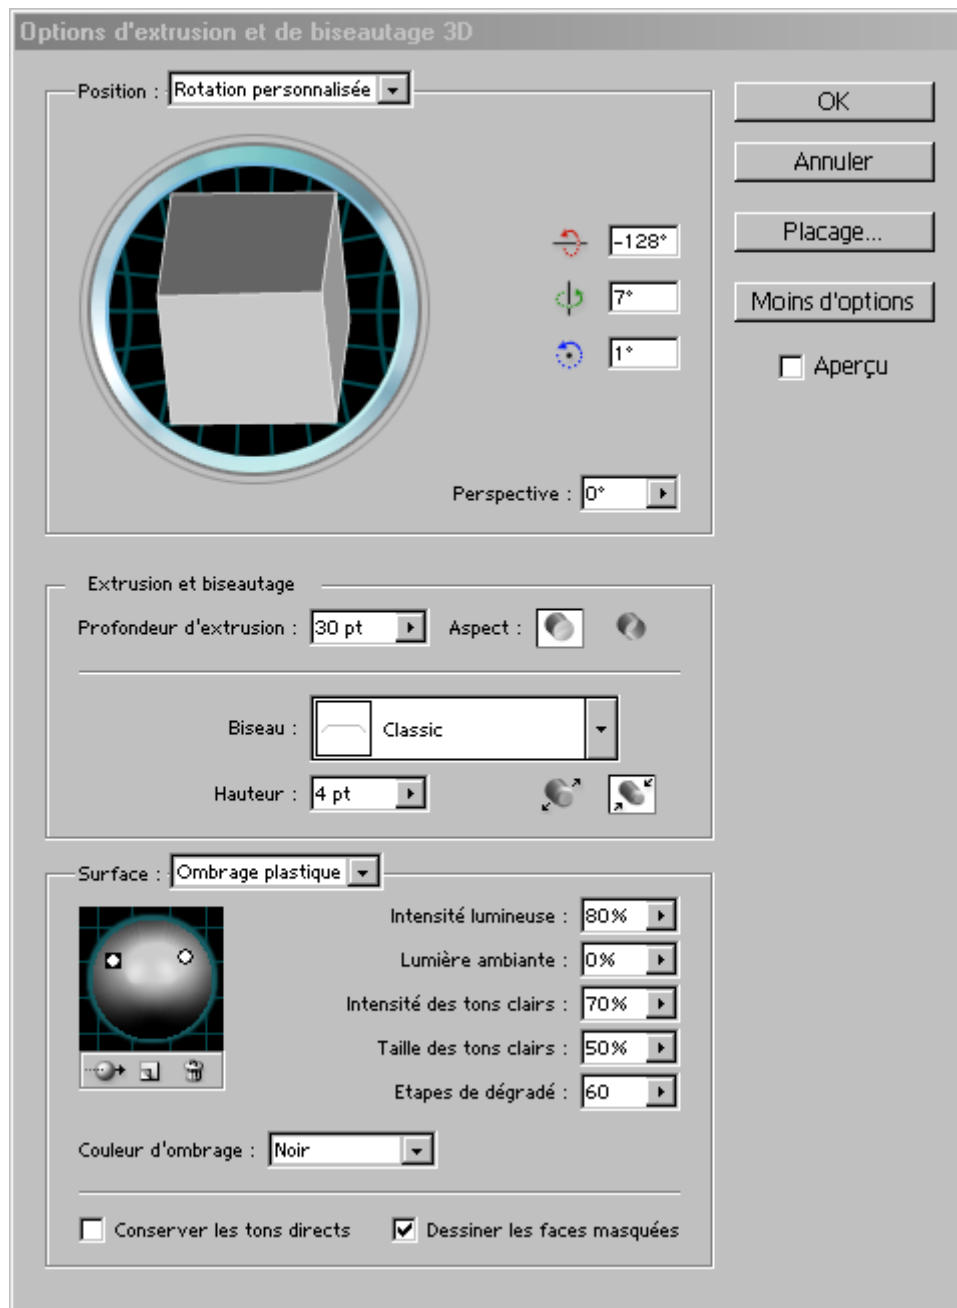 Options d'extrusion et de biseautage 3D
Position : Rotation personnalisée
OK
Annuler
Placage...
Moins d'options
Aperçu
-128°
7°
1°
Perspective : 0°
Extrusion et biseautage
Profondeur d'extrusion : 30 pt Aspect :
Biseau : Classic
Hauteur : 4 pt
Surface : Ombrage plastique
Intensité lumineuse : 80%
Lumière ambiante : 0%
Intensité des tons clairs : 70%
Taille des tons clairs : 50%
Etapes de dégradé : 60
Couleur d'ombrage : Noir
Conserver les tons directs Dessiner les faces masquées